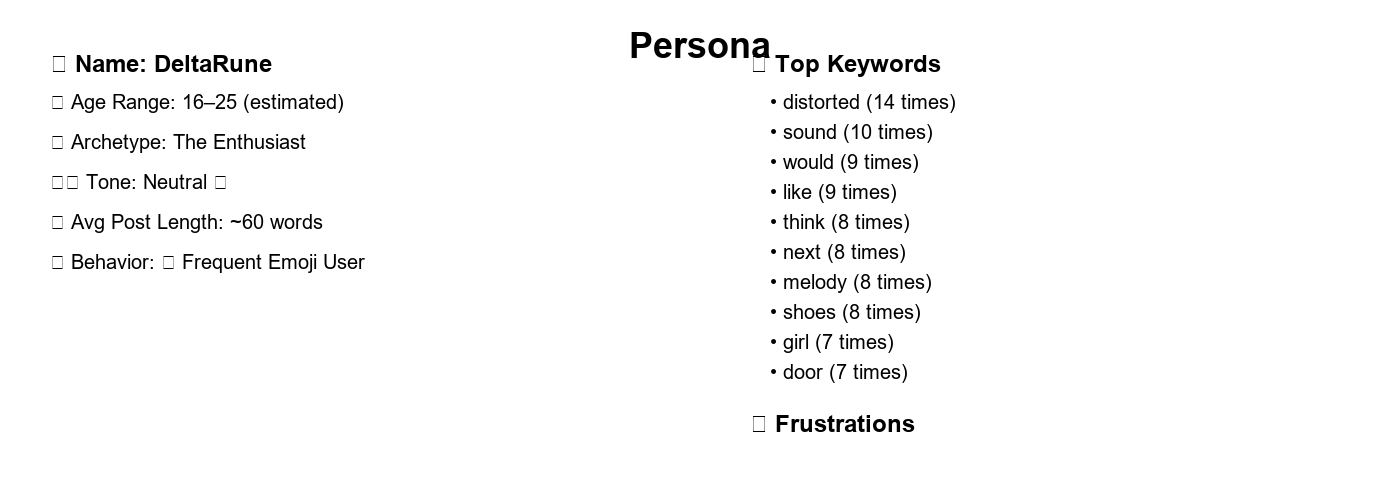 Persona
▯ Name: DeltaRune
▯ Age Range: 16–25 (estimated)
▯ Archetype: The Enthusiast
▯▯ Tone: Neutral ▯
▯ Avg Post Length: ~60 words
▯ Behavior: ▯ Frequent Emoji User
▯ Top Keywords
• distorted (14 times)
• sound (10 times)
• would (9 times)
• like (9 times)
• think (8 times)
• next (8 times)
• melody (8 times)
• shoes (8 times)
• girl (7 times)
• door (7 times)
▯ Frustrations